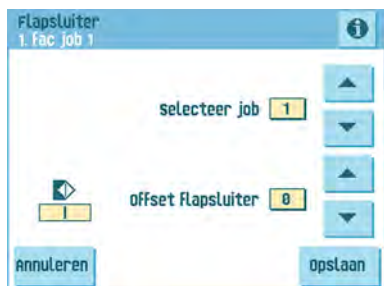 Flapsluiter
1. Fac job 1
Selecteer job 1
Offset flapsluiter 0
I
Annuleren
Opslaan